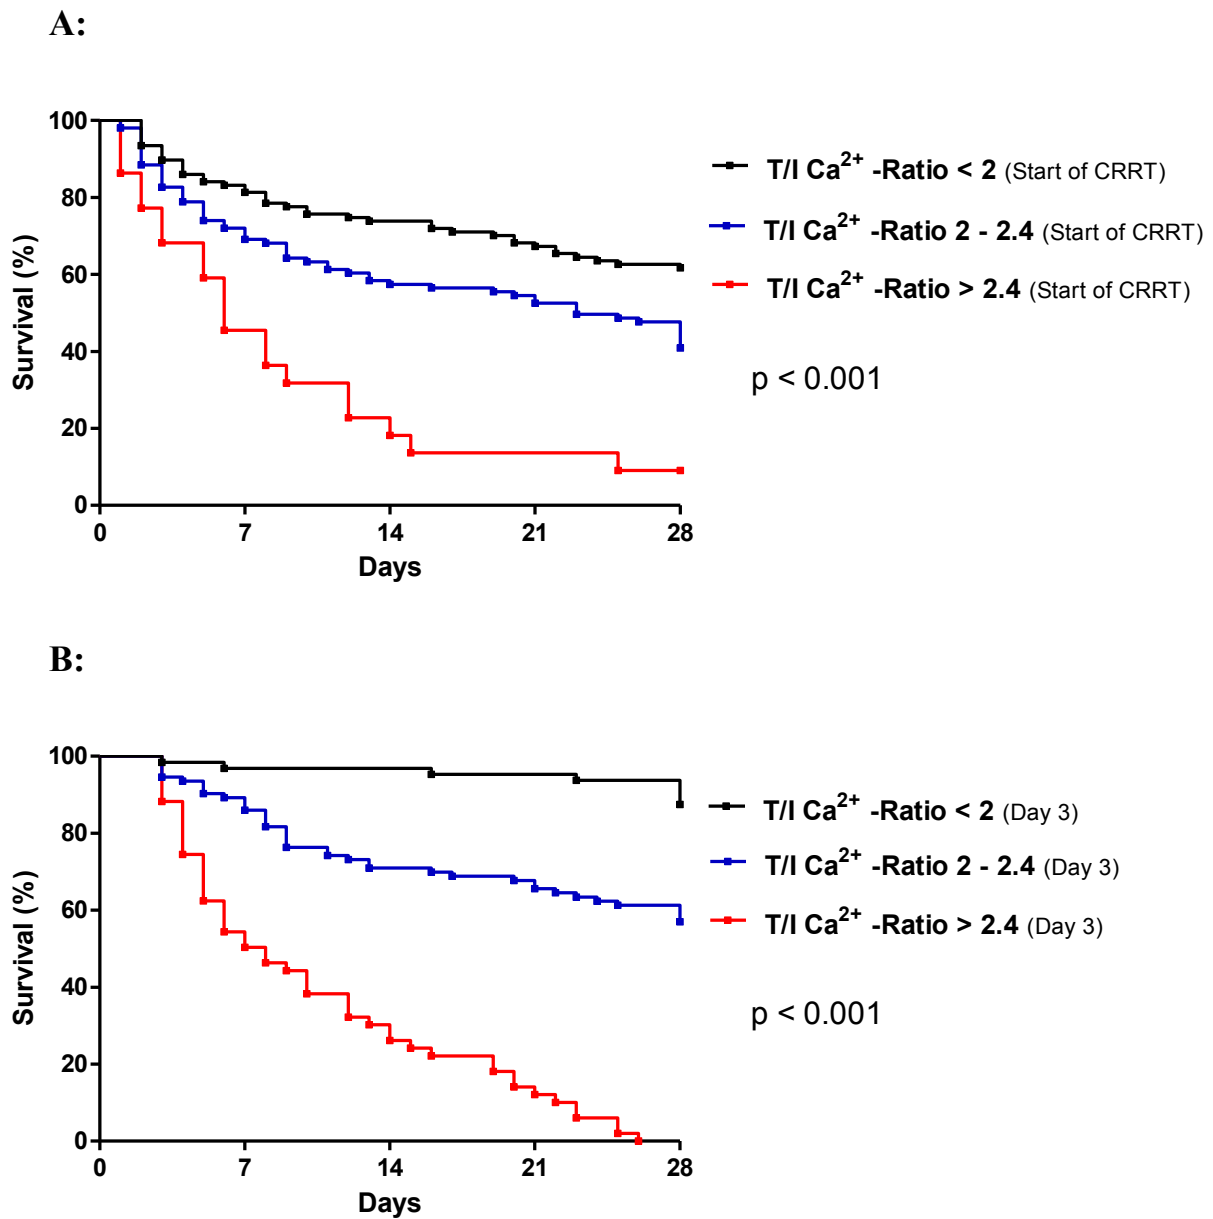 A:
100
80
60
40
20
0
Survival (%)
0 7 14 21 28
Days
T/I Ca²⁺ -Ratio < 2 (Start of CRRT)
T/I Ca²⁺ -Ratio 2 - 2.4 (Start of CRRT)
T/I Ca²⁺ -Ratio > 2.4 (Start of CRRT)
p < 0.001
B:
100
80
60
40
20
0
Survival (%)
0 7 14 21 28
Days
T/I Ca²⁺ -Ratio < 2 (Day 3)
T/I Ca²⁺ -Ratio 2 - 2.4 (Day 3)
T/I Ca²⁺ -Ratio > 2.4 (Day 3)
p < 0.001